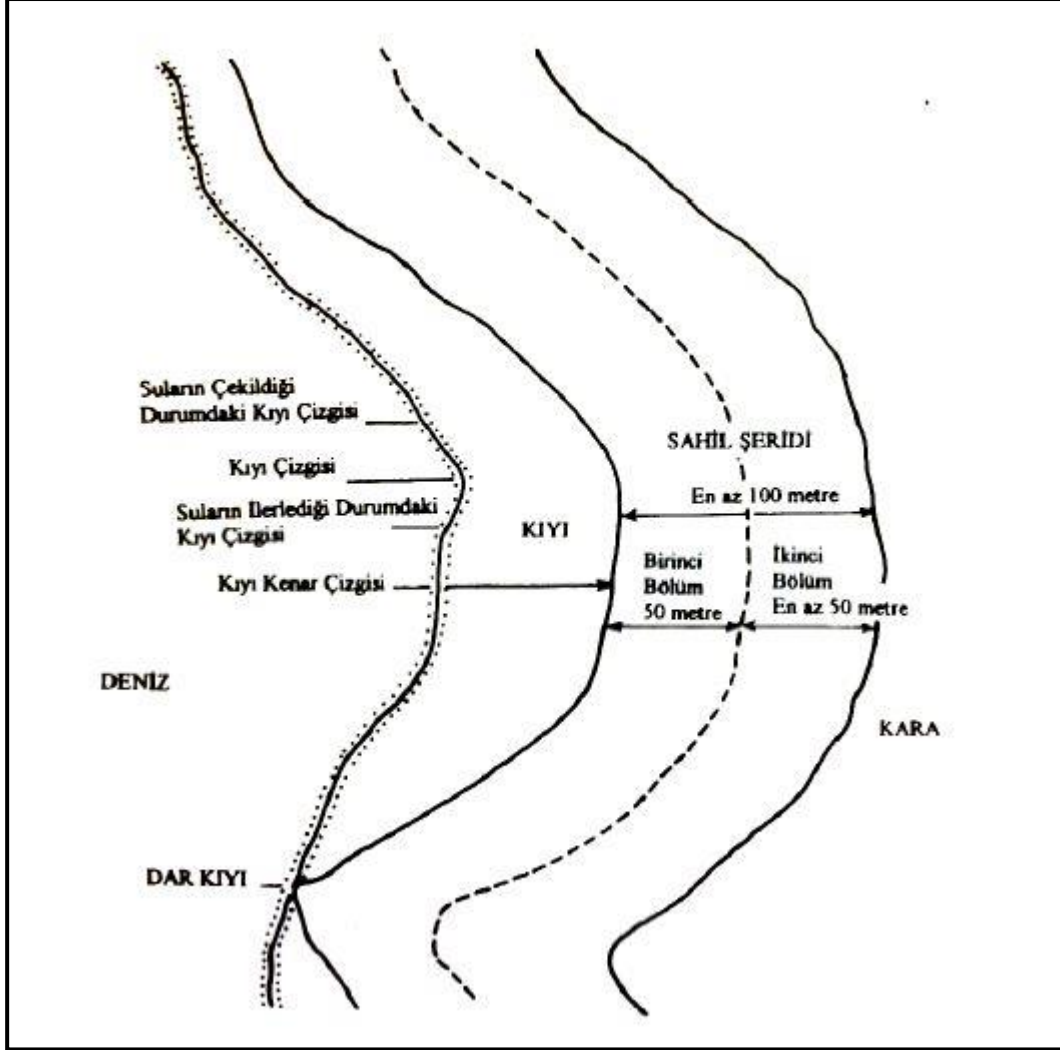 Suların Çekildiği
Durumdaki Kıyı Çizgisi
Kıyı Çizgisi
Suların İlerlediği Durumdaki
Kıyı Çizgisi
Kıyı Kenar Çizgisi
DENİZ
DAR KIYI
KIYI
SAHİL ŞERİDİ
En az 100 metre
Birinci
Bölüm
50 metre
İkinci
Bölüm
En az 50 metre
KARA